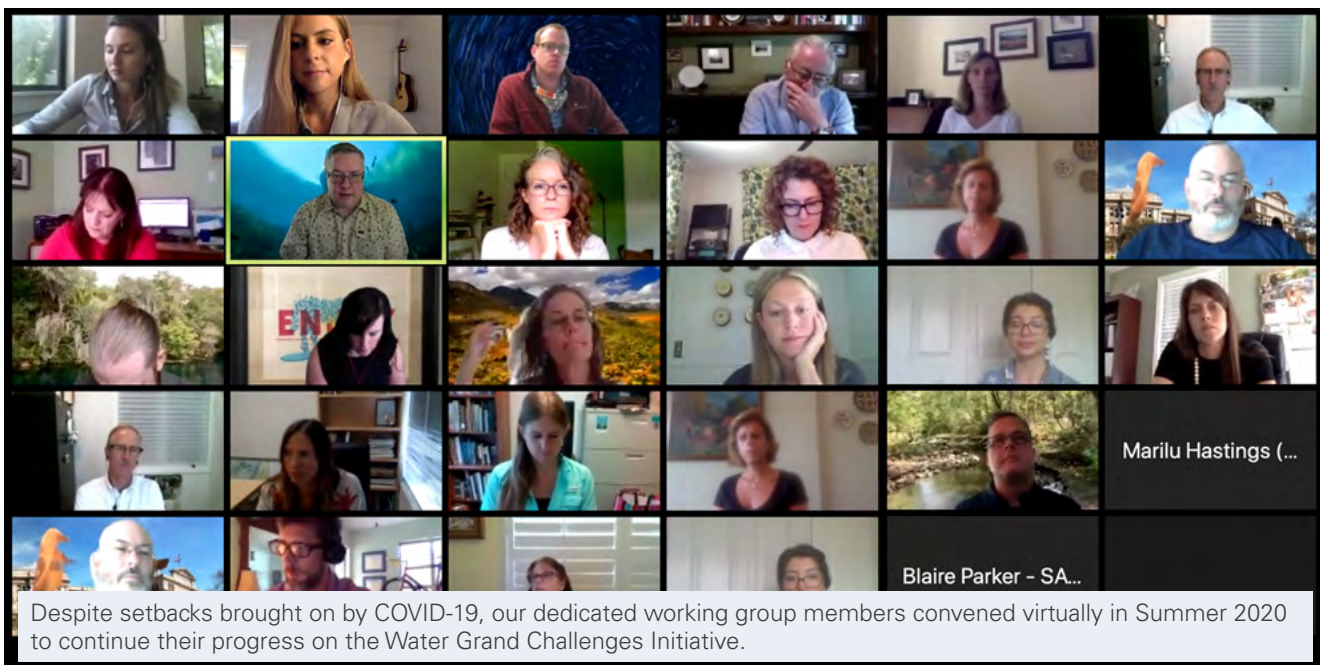 EN
Marilu Hastings (...
Blaire Parker - SA...
Despite setbacks brought on by COVID-19, our dedicated working group members convened virtually in Summer 2020
to continue their progress on the Water Grand Challenges Initiative.